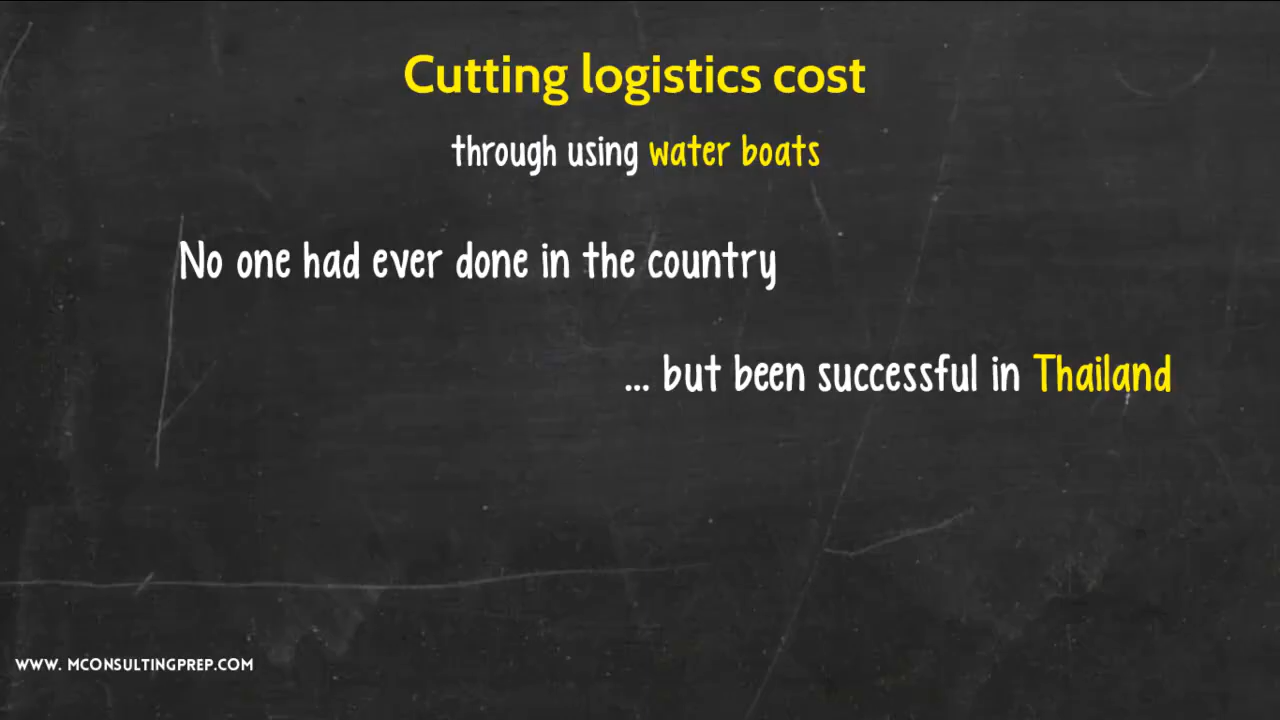 Cutting logistics cost
through using water boats
No one had ever done in the country
... but been successful in Thailand
WWW. MCONSULTINGPREP.COM